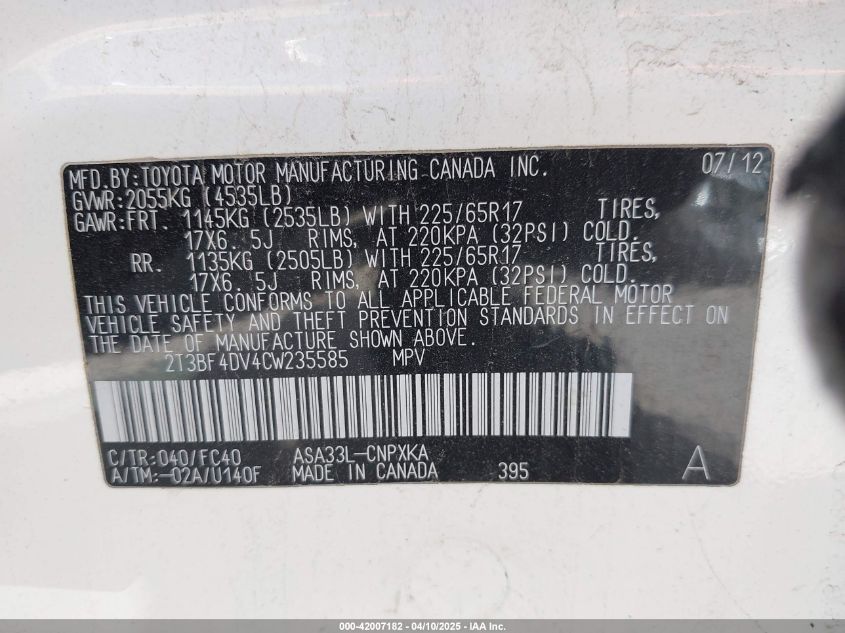 MFD.BY:TOYOTA MOTOR MANUFACTURING CANADA INC. 07/12
GVWR:2055KG (4535LB)
GAWR:FRT. 1145KG (2535LB) WITH 225/65R17 TIRES,
17X6.5J RIMS, AT 220KPA (32PSI) COLD.
RR. 1135KG (2505LB) WITH 225/65R17 TIRES,
17X6.5J RIMS, AT 220KPA (32PSI) COLD.
THIS VEHICLE CONFORMS TO ALL APPLICABLE FEDERAL MOTOR
VEHICLE SAFETY AND THEFT PREVENTION STANDARDS IN EFFECT ON
THE DATE OF MANUFACTURE SHOWN ABOVE.
2T3BF4DV4CW235585 MPV
C/TR:040/FC40 ASA33L-CNPXKA
A/TM:-02A/U140F MADE IN CANADA 395 A
000-42007182 - 04/10/2025 - IAA Inc.